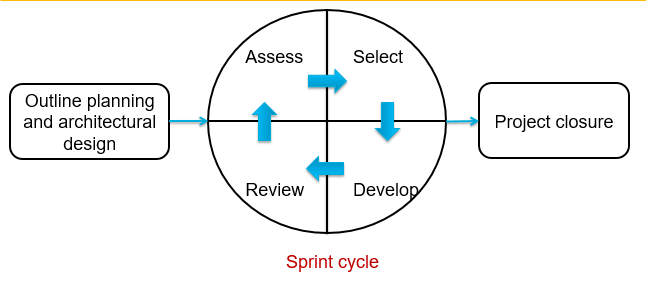 Assess
Select
Outline planning
and architectural
design
Project closure
Review
Develop
Sprint cycle